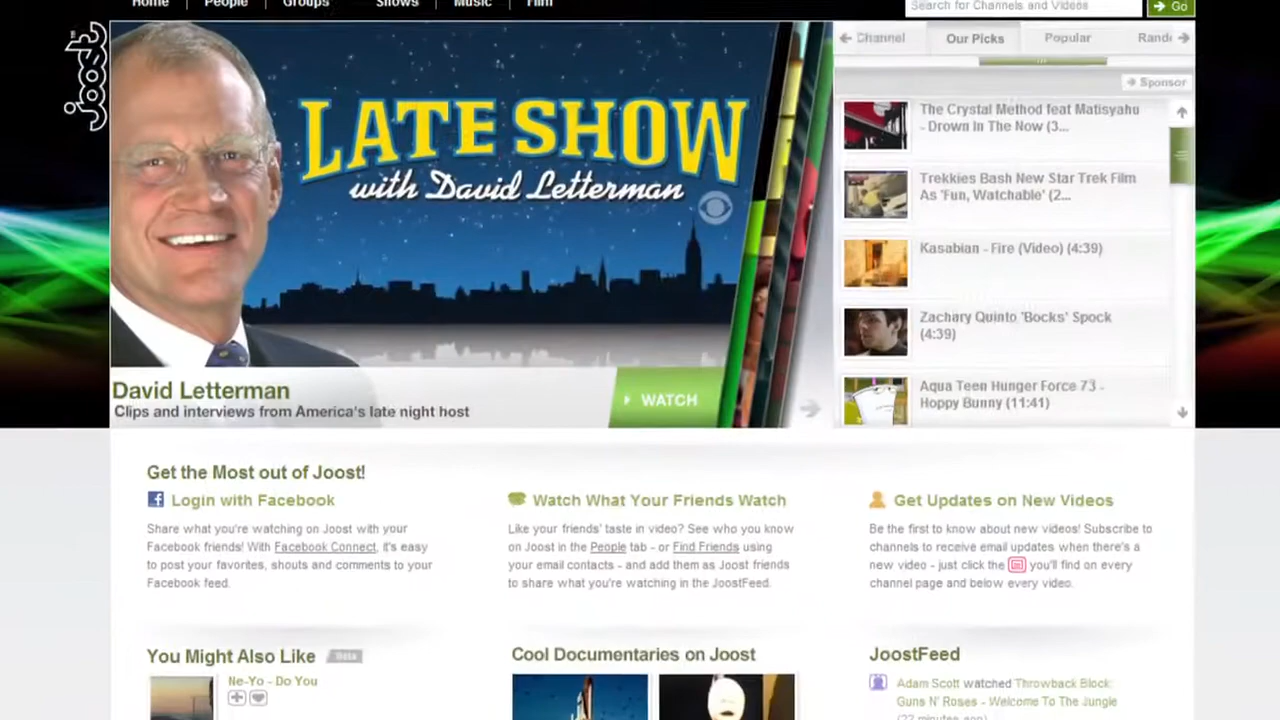 Home People Groups Shows Music Film
Search for Channels and Videos Go
joost™
Channel Our Picks Popular
Sponsor
LATE SHOW
with David Letterman
The Crystal Method feat Matisyahu
- Drown In The Now (3...
Trekkies Bash New Star Trek Film
As 'Fun, Watchable' (2...
Kasabian - Fire (Video) (4:39)
Zachary Quinto 'Bocks' Spock
(4:39)
Aqua Teen Hunger Force 73 -
Hoppy Bunny (11:41)
David Letterman
Clips and interviews from America's late night host
WATCH
Get the Most out of Joost!
Login with Facebook
Share what you're watching on Joost with your
Facebook friends! With Facebook Connect, it's easy
to post your favorites, shouts and comments to your
Facebook feed.
Watch What Your Friends Watch
Like your friends' taste in video? See who you know
on Joost in the People tab - or Find Friends using
your email contacts - and add them as Joost friends
to share what you're watching in the JoostFeed.
Get Updates on New Videos
Be the first to know about new videos! Subscribe to
channels to receive email updates when there's a
new video - just click the you'll find on every
channel page and below every video.
You Might Also Like Beta
Ne-Yo - Do You
Cool Documentaries on Joost
JoostFeed
Adam Scott watched Throwback Block:
Guns N' Roses - Welcome To The Jungle
(22 minutes ago)